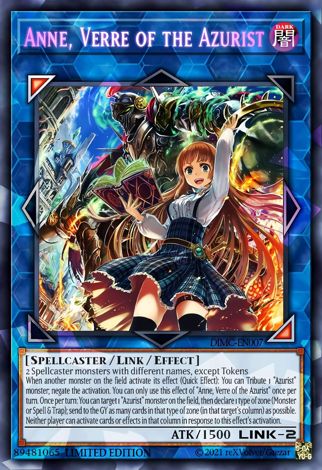 ANNE, VERRE OF THE AZURIST
DARK
闇
DIMC-EN007
[SPELLCASTER / LINK / EFFECT]
2 Spellcaster monsters with different names, except Tokens
When another monster on the field activate its effect (Quick Effect): You can Tribute 1 "Azurist"
monster; negate the activation. You can only use this effect of "Anne, Verre of the Azurist" once
per turn. Once per turn: You can target 1 "Azurist" monster on the field, then declare 1 type of zone (Monster
or Spell & Trap); send to the GY as many cards in that type of zone (in that target's column) as possible.
Neither player can activate cards or effects in that column in response to this effect's activation.
ATK/1500 LINK-2
89481065 LIMITED EDITION
©2021 reXVolver/Guezar